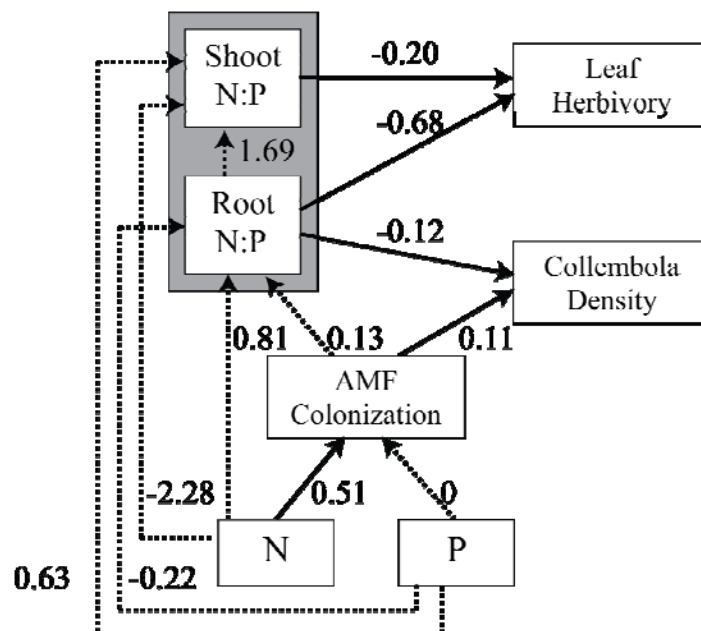 Shoot
N:P
-0.20
Leaf
Herbivory
-0.68
1.69
Root
N:P
-0.12
Collembola
Density
0.81
0.13
0.11
AMF
Colonization
-2.28
0.51
0
N
P
0.63
-0.22